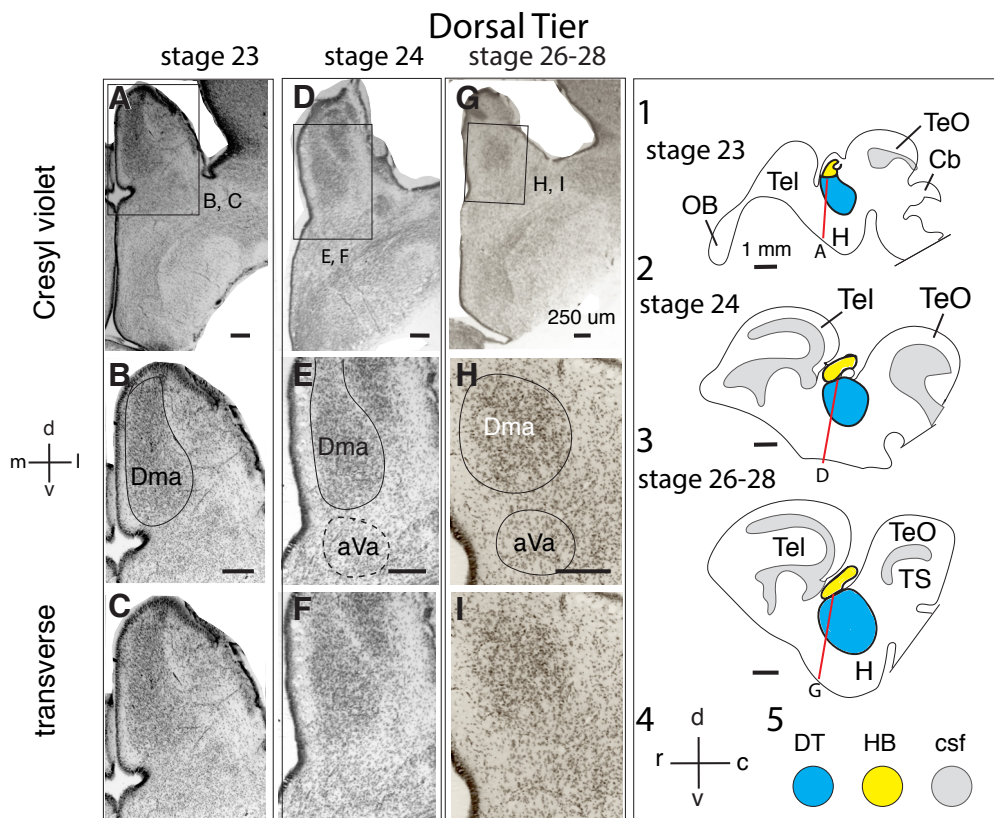 Dorsal Tier
stage 23
stage 24
stage 26-28
Cresyl violet
transverse
A
B, C
D
E, F
G
H, I
250 um
B
Dma
E
Dma
aVa
H
Dma
aVa
d
m l
v
C
F
I
1
stage 23
TeO
Cb
Tel
OB
H
A
1 mm
2
stage 24
Tel
TeO
D
3
stage 26-28
Tel
TeO
TS
H
G
4
d
r c
v
5
DT HB csf